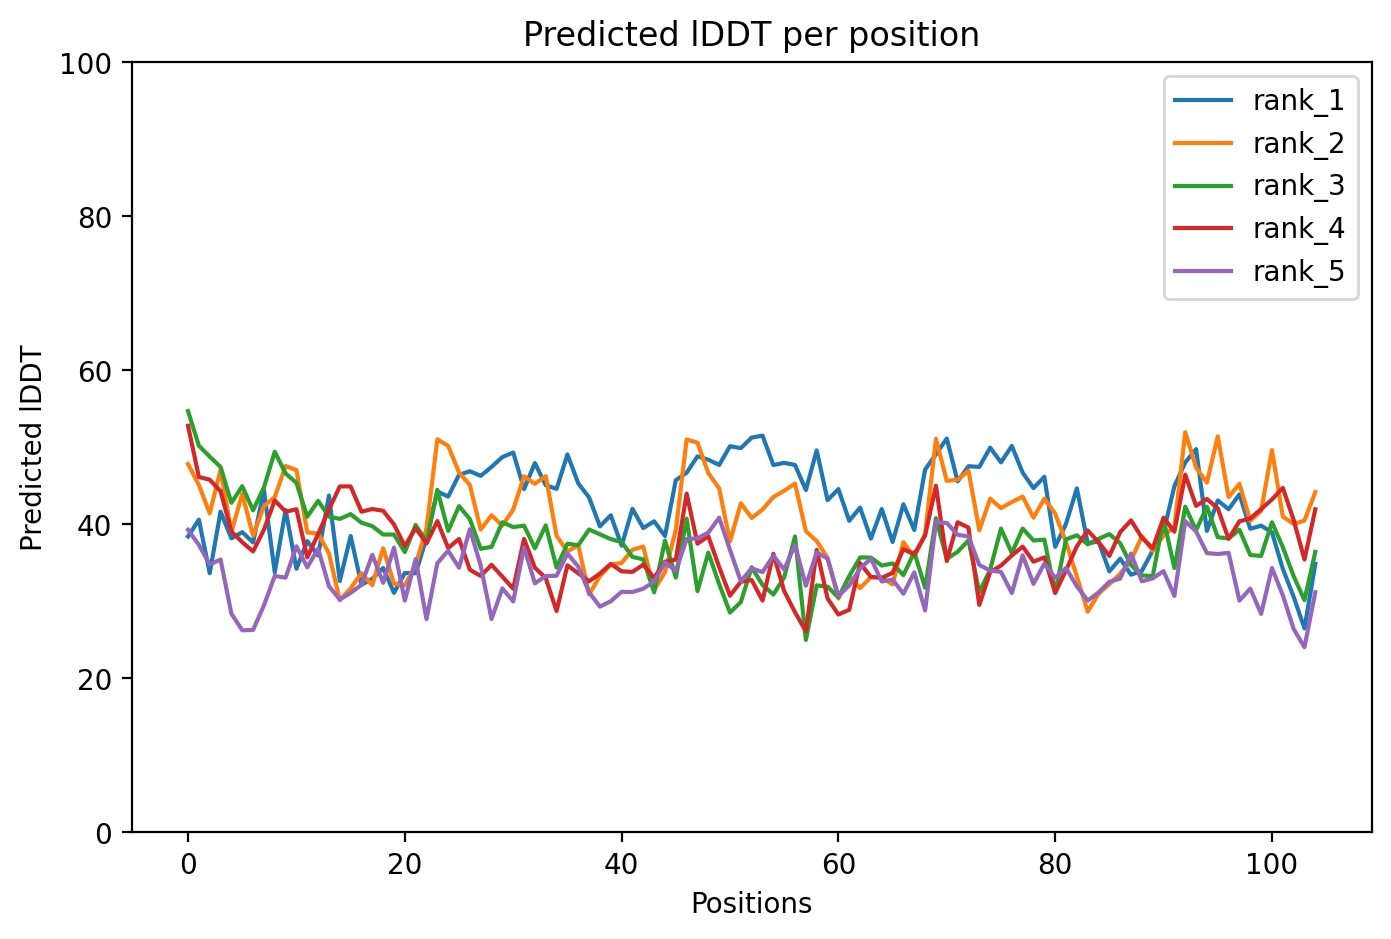 Predicted lDDT per position
100
80
60
40
20
0
Predicted lDDT
0 20 40 60 80 100
Positions
rank_1
rank_2
rank_3
rank_4
rank_5